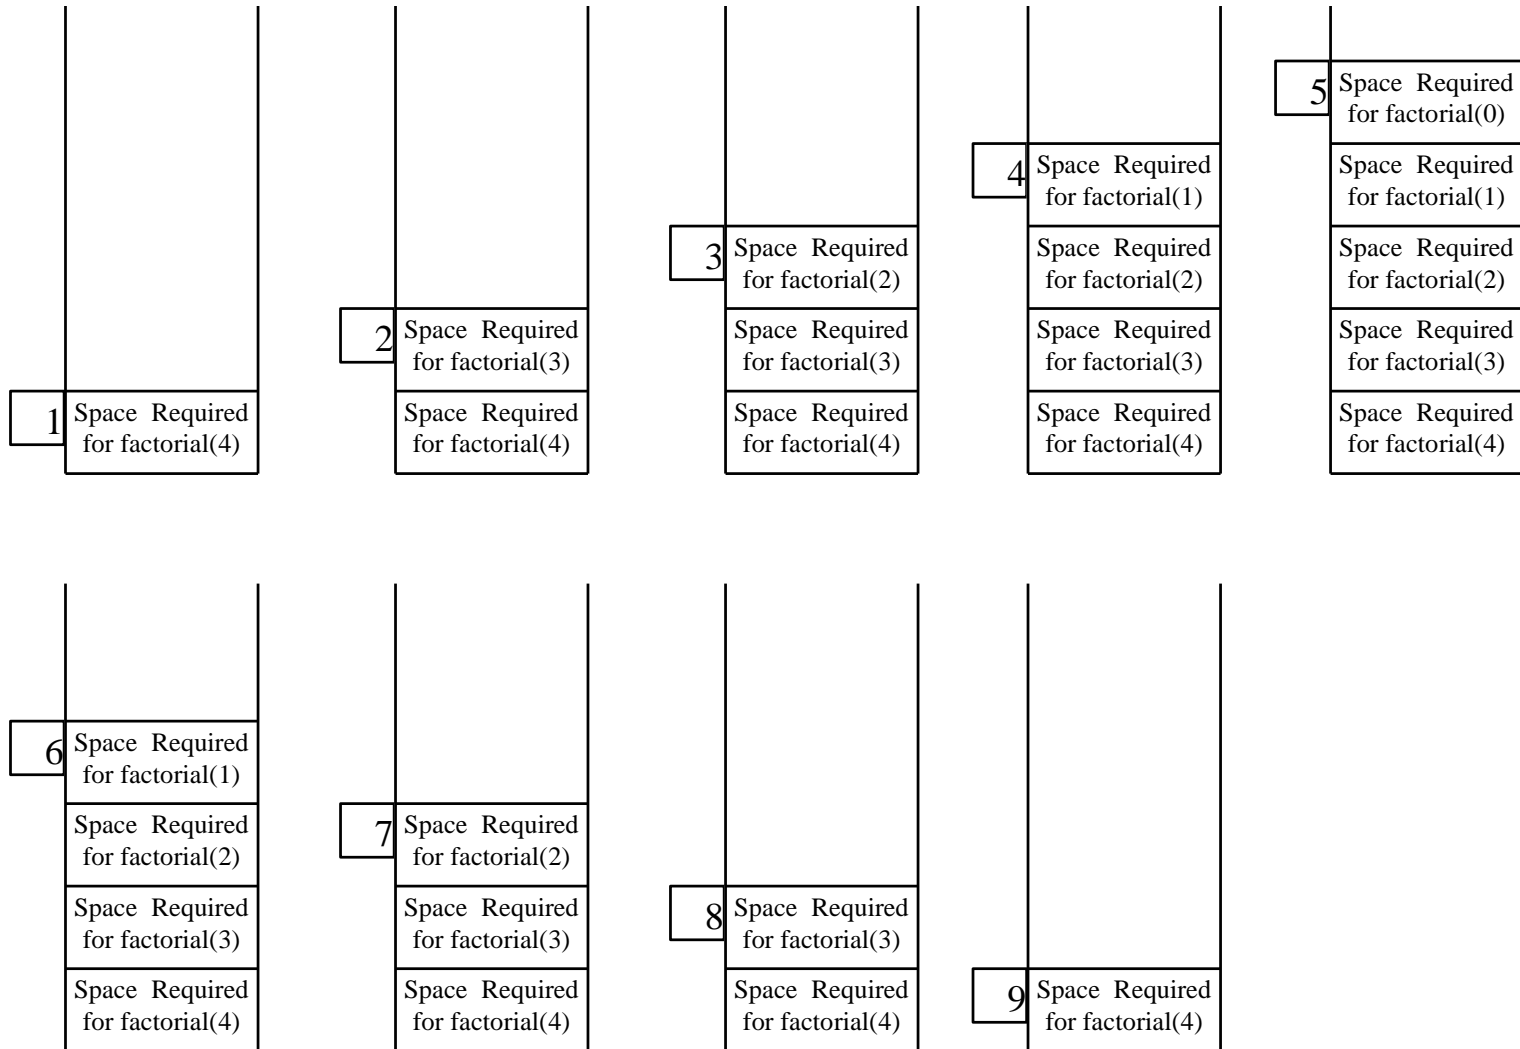 1
Space Required
for factorial(4)
2
Space Required
for factorial(3)
Space Required
for factorial(4)
3
Space Required
for factorial(2)
Space Required
for factorial(3)
Space Required
for factorial(4)
4
Space Required
for factorial(1)
Space Required
for factorial(2)
Space Required
for factorial(3)
Space Required
for factorial(4)
5
Space Required
for factorial(0)
Space Required
for factorial(1)
Space Required
for factorial(2)
Space Required
for factorial(3)
Space Required
for factorial(4)
6
Space Required
for factorial(1)
Space Required
for factorial(2)
Space Required
for factorial(3)
Space Required
for factorial(4)
7
Space Required
for factorial(2)
Space Required
for factorial(3)
Space Required
for factorial(4)
8
Space Required
for factorial(3)
Space Required
for factorial(4)
9
Space Required
for factorial(4)